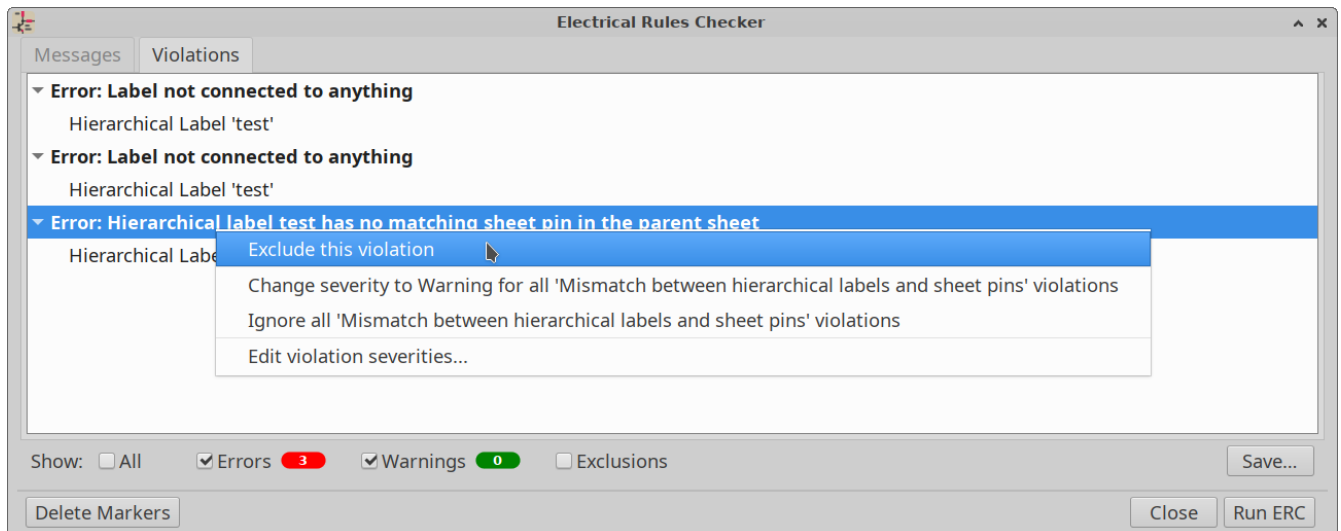 Electrical Rules Checker
Messages Violations
Error: Label not connected to anything
Hierarchical Label 'test'
Error: Label not connected to anything
Hierarchical Label 'test'
Error: Hierarchical label test has no matching sheet pin in the parent sheet
Hierarchical Labe
Exclude this violation
Change severity to Warning for all 'Mismatch between hierarchical labels and sheet pins' violations
Ignore all 'Mismatch between hierarchical labels and sheet pins' violations
Edit violation severities...
Show: All Errors 3 Warnings 0 Exclusions Save...
Delete Markers Close Run ERC